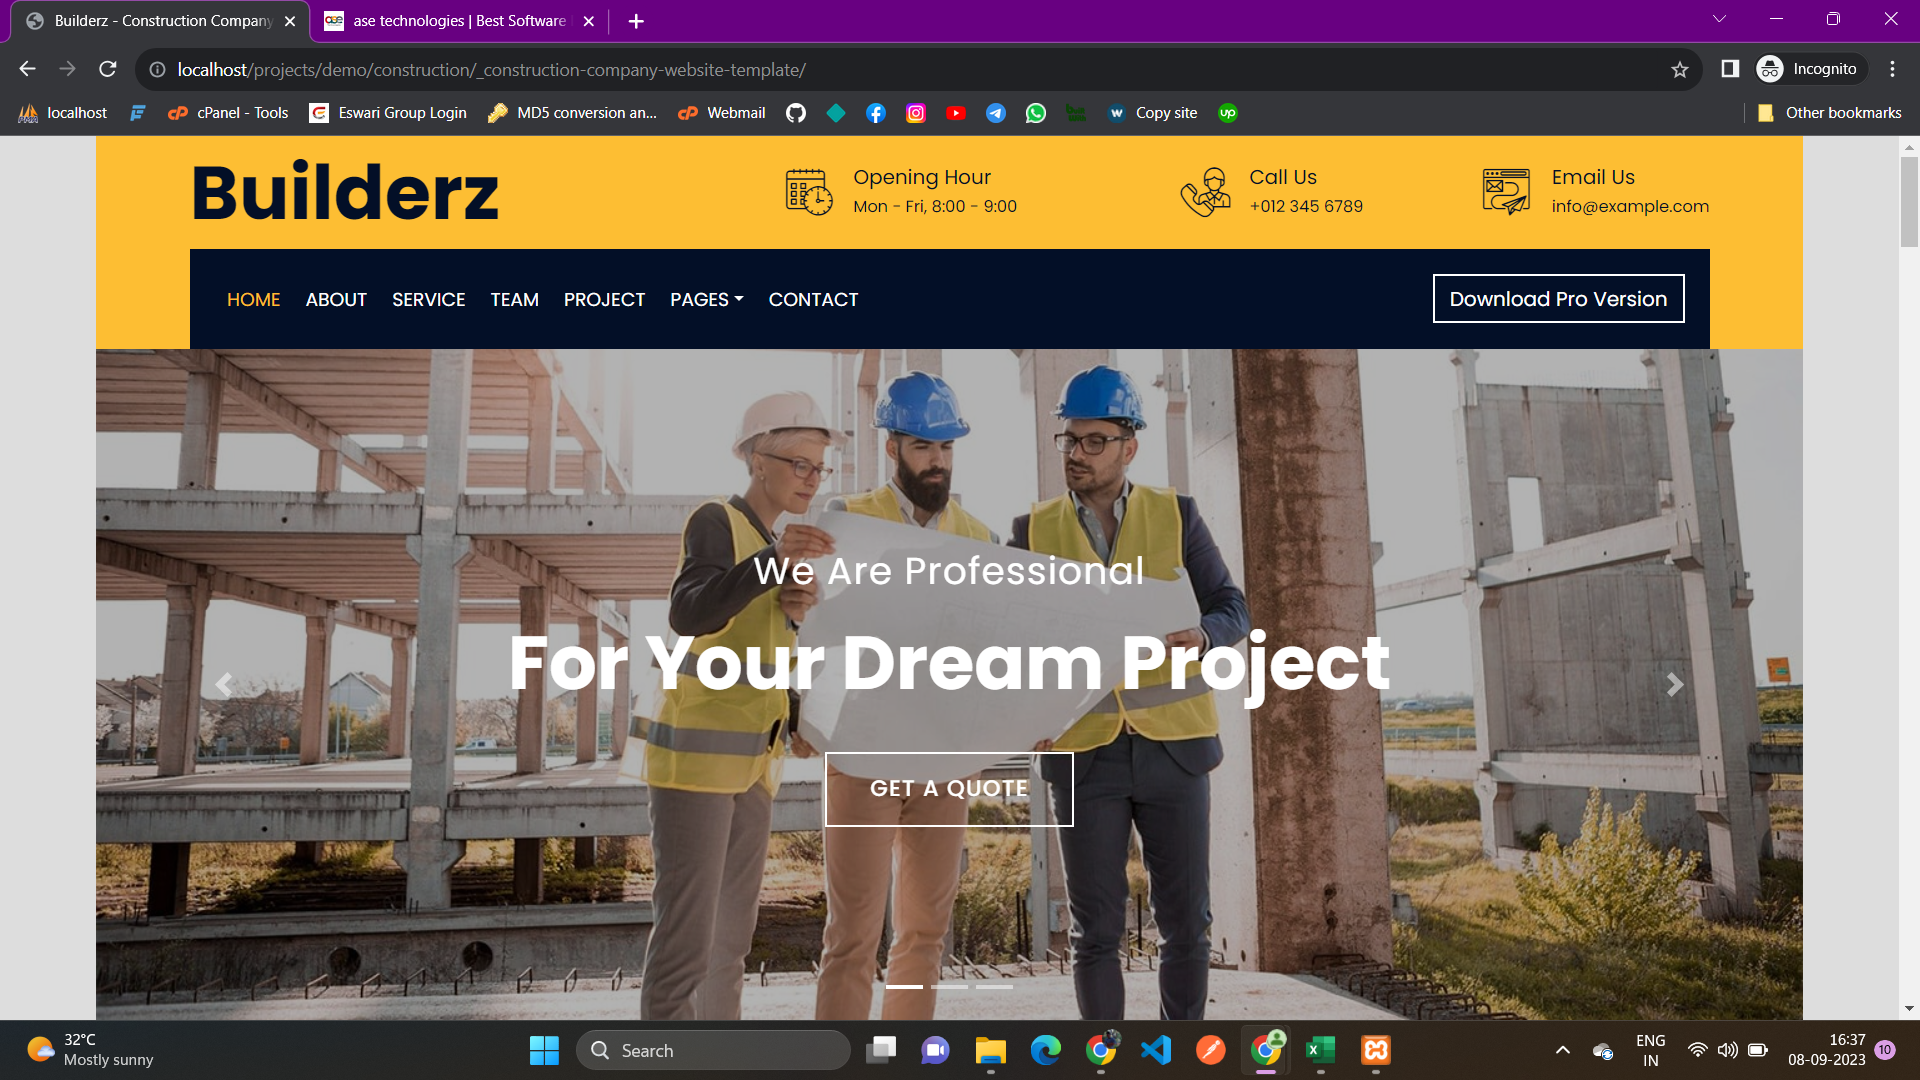 Builderz - Construction Company
ase technologies | Best Software
localhost/projects/demo/construction/_construction-company-website-template/
Incognito
localhost
cPanel - Tools
Eswari Group Login
MD5 conversion an...
Webmail
Copy site
Other bookmarks
Builderz
Opening Hour
Mon - Fri, 8:00 - 9:00
Call Us
+012 345 6789
Email Us
info@example.com
HOME ABOUT SERVICE TEAM PROJECT PAGES CONTACT
Download Pro Version
We Are Professional
For Your Dream Project
GET A QUOTE
32°C
Mostly sunny
Search
ENG
IN
16:37
08-09-2023
10